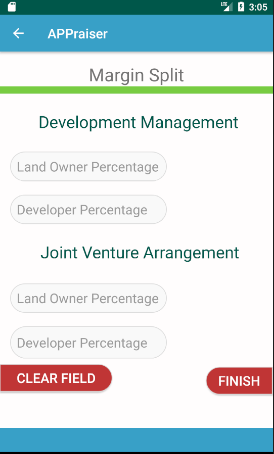 3:05
APPraiser
Margin Split
Development Management
Land Owner Percentage
Developer Percentage
Joint Venture Arrangement
Land Owner Percentage
Developer Percentage
CLEAR FIELD
FINISH